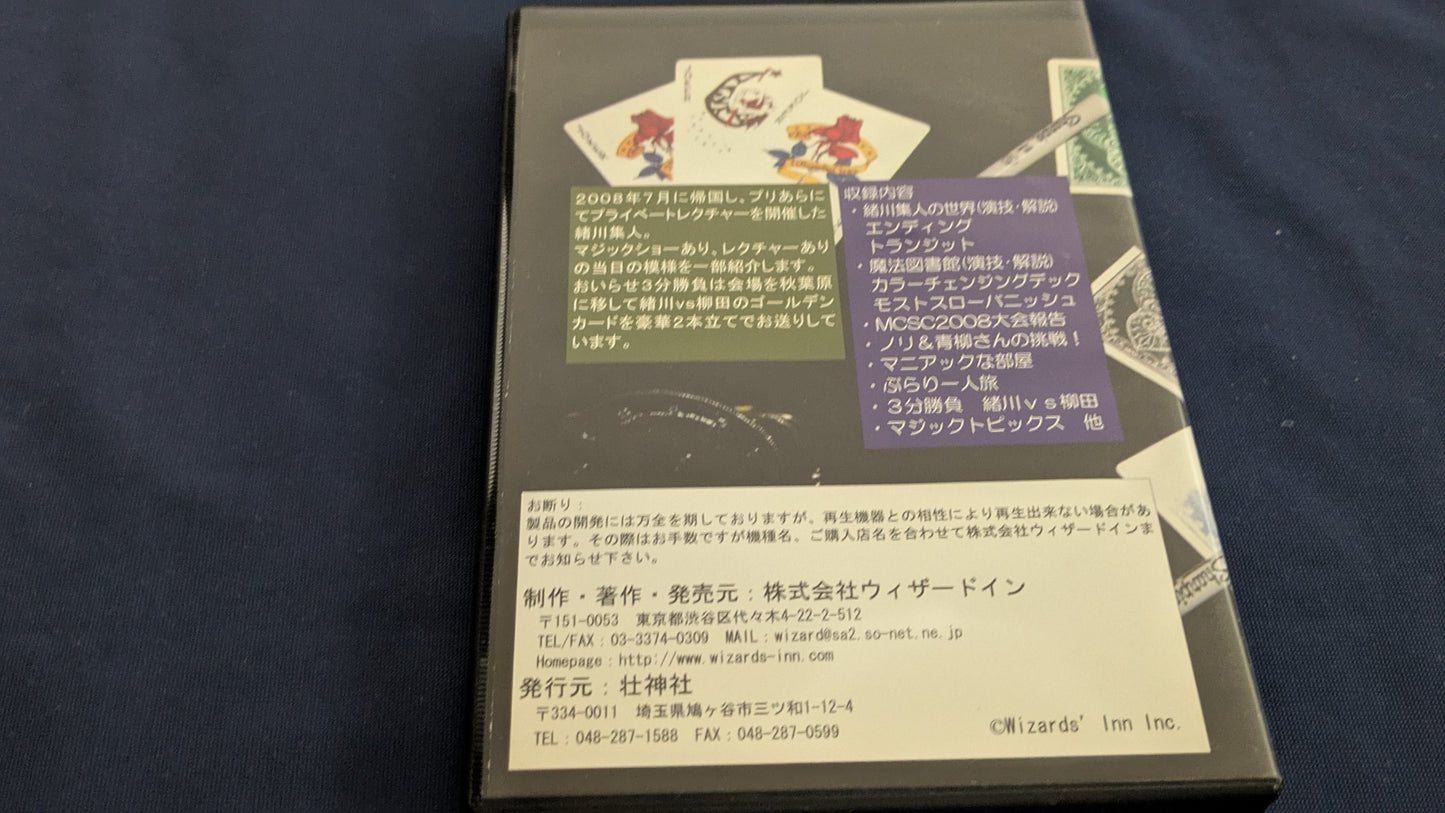 JOKER
JOKER
JOKER
2008年7月に帰国し、プリあらに
てプライベートレクチャーを開催した
緒川集人。
マジックショーあり、レクチャーあり
の当日の模様を一部紹介します。
おいらせ3分勝負は会場を秋葉原
に移して緒川vs柳田のゴールデン
カードを豪華2本立てでお送りして
います。
収録内容
・緒川集人の世界(演技・解説)
エンディング
トランジット
・魔法図書館(演技・解説)
カラーチェンジングデック
モストスローバニッシュ
・MCSC2008大会報告
・ノリ&青柳さんの挑戦!
・マニアックな部屋
・ぶらり一人旅
・3分勝負 緒川vs柳田
・マジックトピックス 他
お断り:
製品の開発には万全を期しておりますが、再生機器との相性により再生出来ない場合があ
ります。その際はお手数ですが機種名、ご購入店名を合わせて株式会社ウィザードインま
でお知らせ下さい。
制作・著作・発売元:株式会社ウィザードイン
〒151-0053 東京都渋谷区代々木4-22-2-512
TEL/FAX:03-3374-0309 MAIL:wizard@sa2.so-net.ne.jp
Homepage:http://www.wizards-inn.com
発行元:壮神社
〒334-0011 埼玉県鳩ヶ谷市三ツ和1-12-4
TEL:048-287-1588 FAX:048-287-0599
©Wizards' Inn Inc.